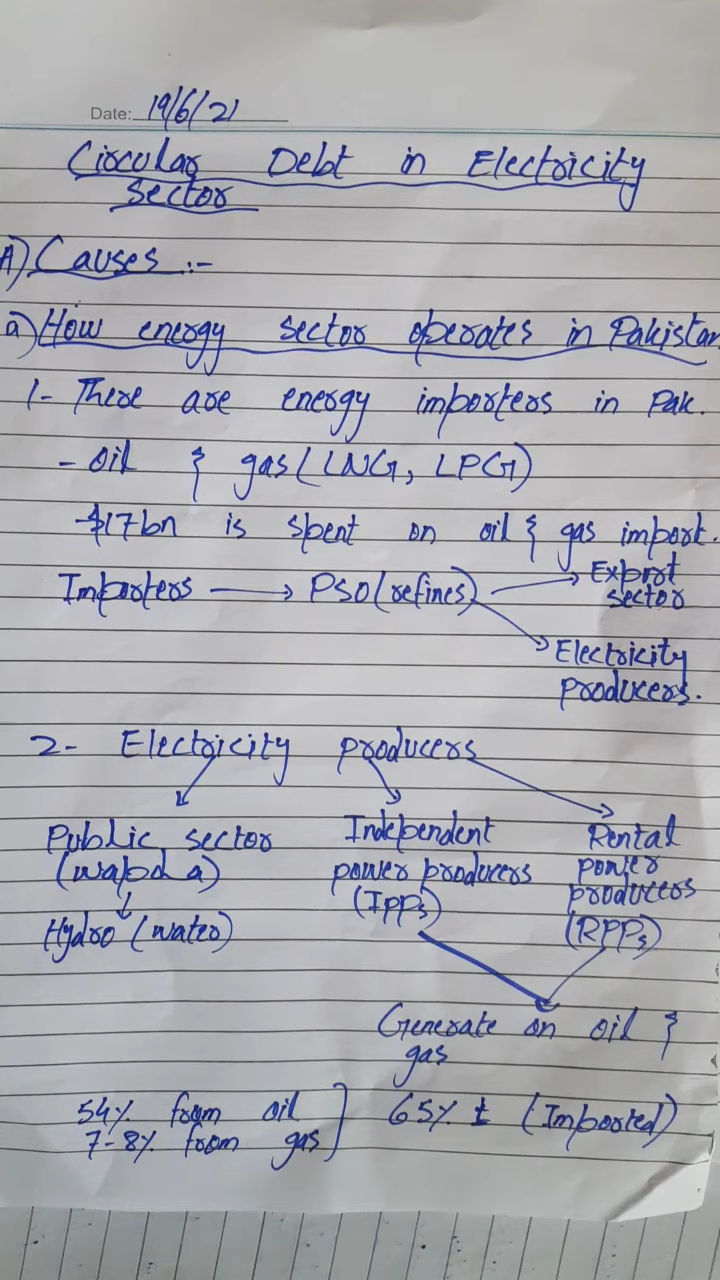 Date: 19/6/21
Circular Debt in Electricity
Sector
A) Causes :-
a) How energy sector operates in Pakistan
1- There are energy importers in Pak.
- Oil & gas (LNG, LPG)
-$17bn is spent on oil & gas import.
Importers → PSO (refines) → Export
sector
→ Electricity
producers.
2- Electricity producers
Public sector
(wapda)
↓
Hydro (water)
Independent
power producers
(IPPs)
Rental
power
producers
(RPPs)
Generate on oil &
gas
54% from oil
7-8% from gas
] 65% ± (Imported)